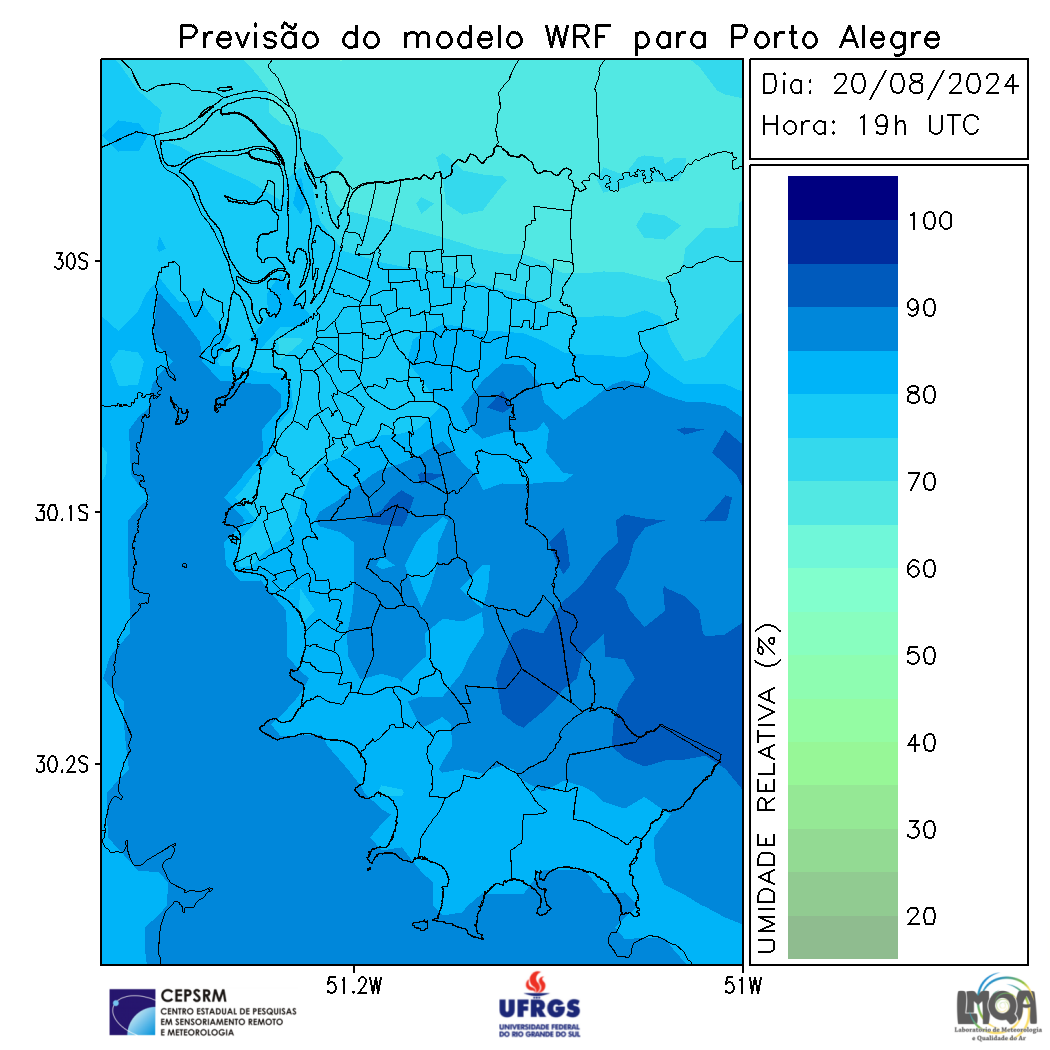 Previsão do modelo WRF para Porto Alegre
Dia: 20/08/2024
Hora: 19h UTC
100
90
80
70
60
50
40
30
20
UMIDADE RELATIVA (%)
30S
30.1S
30.2S
51.2W
51W
CEPSRM
CENTRO ESTADUAL DE PESQUISAS
EM SENSORIAMENTO REMOTO
E METEOROLOGIA
UFRGS
UNIVERSIDADE FEDERAL
DO RIO GRANDE DO SUL
LMQA
Laboratório de Meteorologia
e Qualidade do Ar